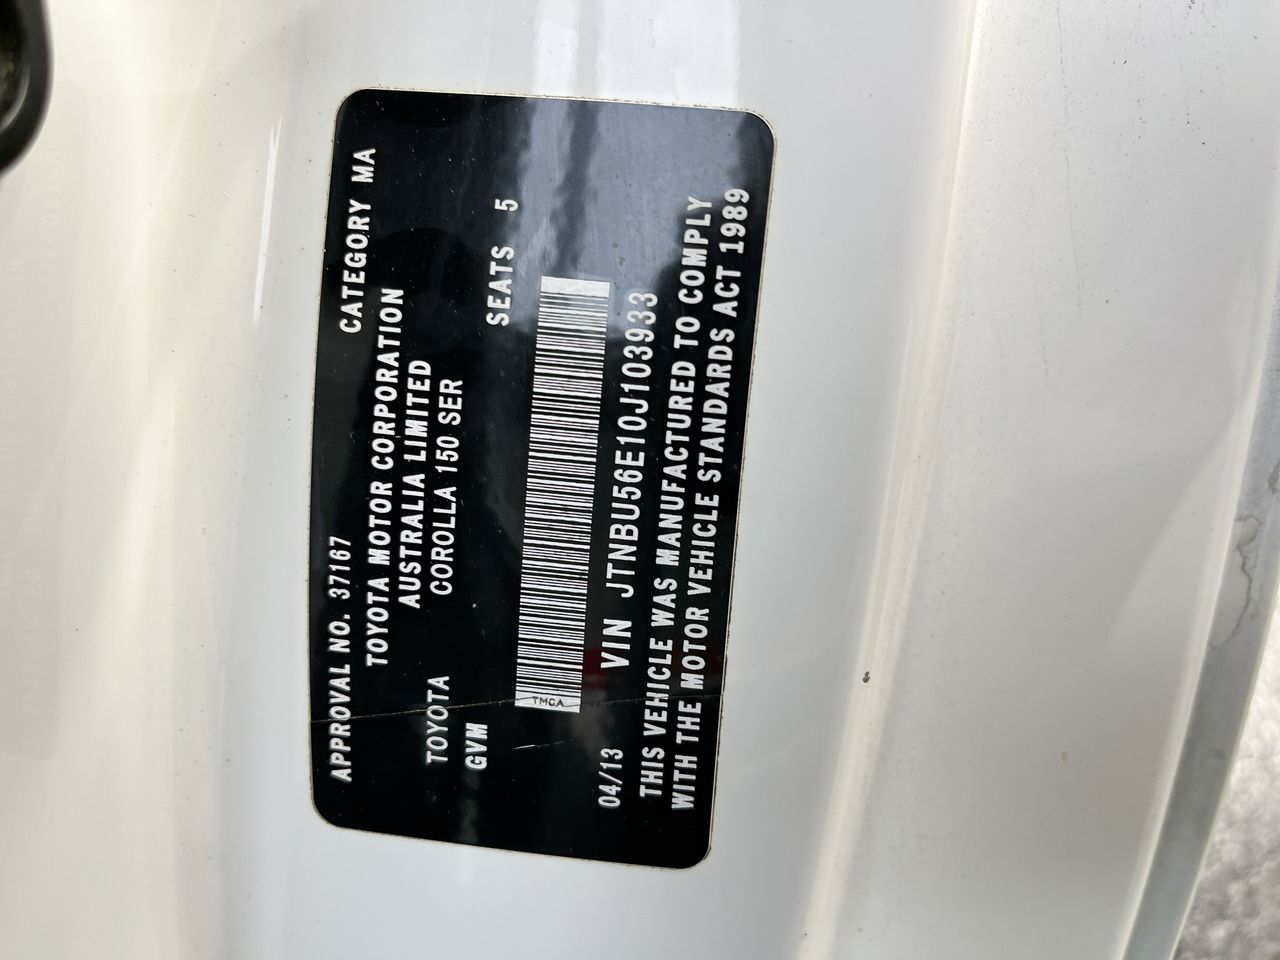 APPROVAL NO. 37167 CATEGORY MA
TOYOTA MOTOR CORPORATION
AUSTRALIA LIMITED
TOYOTA COROLLA 150 SER
GVM SEATS 5
TMCA
04/13 VIN JTNBU56E10J103933
THIS VEHICLE WAS MANUFACTURED TO COMPLY
WITH THE MOTOR VEHICLE STANDARDS ACT 1989